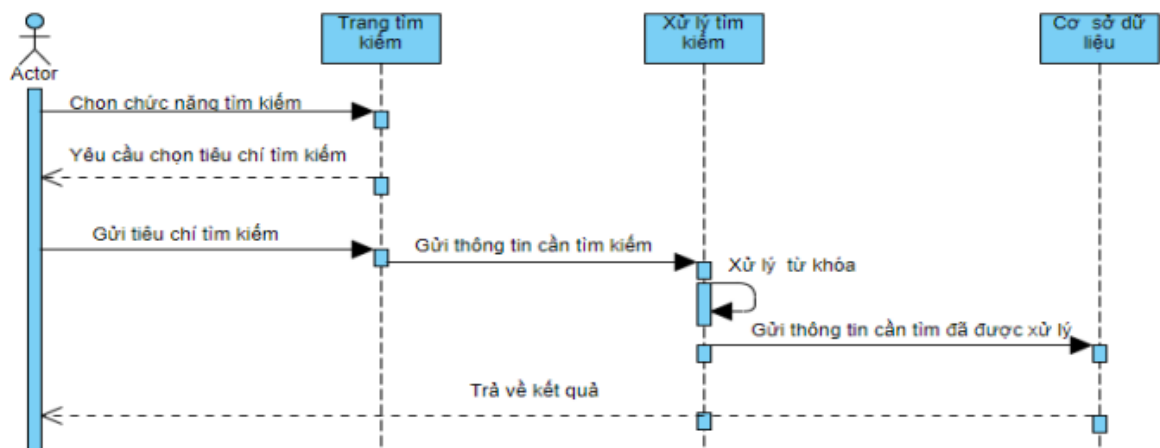 Trang tìm
kiếm
Xử lý tìm
kiếm
Cơ sở dữ
liệu
Actor
Chọn chức năng tìm kiếm
Yêu cầu chọn tiêu chí tìm kiếm
Gửi tiêu chí tìm kiếm
Gửi thông tin cần tìm kiếm
Xử lý từ khóa
Gửi thông tin cần tìm đã được xử lý
Trả về kết quả